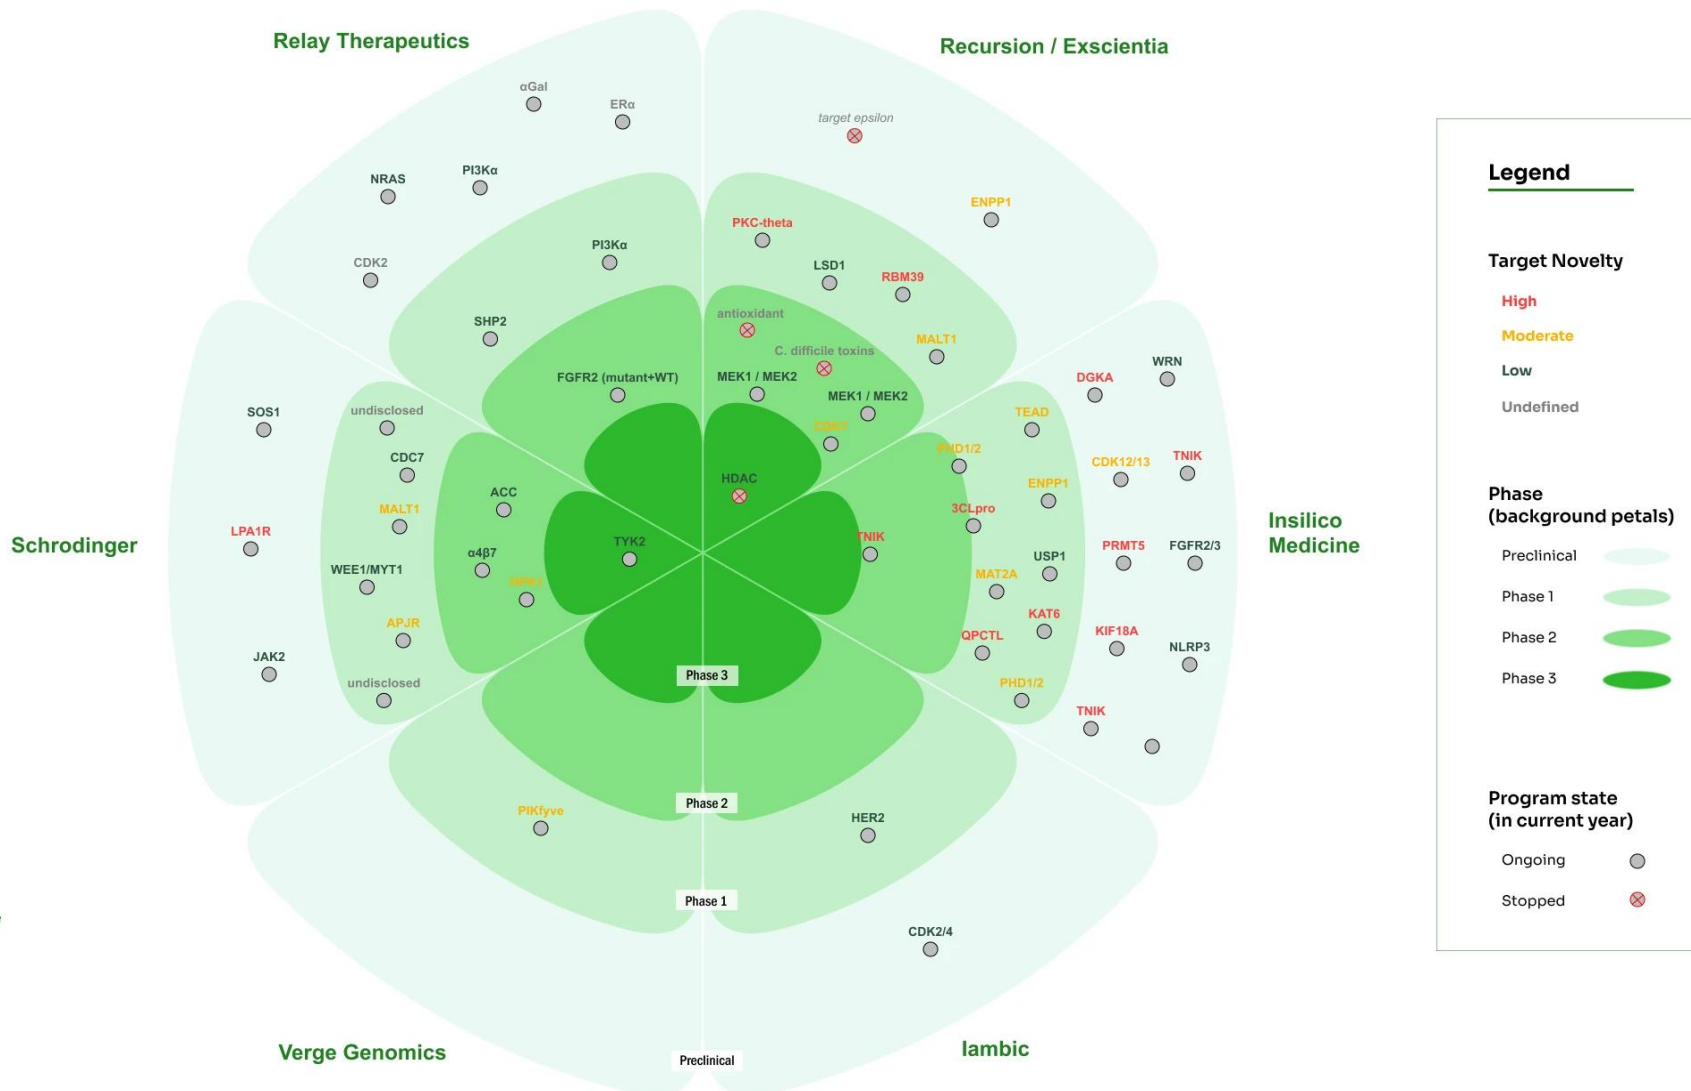 Relay Therapeutics
Recursion / Exscientia
αGal
ERα
NRAS
PI3Kα
CDK2
PI3Kα
SHP2
FGFR2 (mutant+WT)
target epsilon
ENPP1
PKC-theta
LSD1
RBM39
antioxidant
MALT1
C. difficile toxins
MEK1 / MEK2
MEK1 / MEK2
CDK7
HDAC
Schrodinger
SOS1
undisclosed
CDC7
MALT1
LPA1R
WEE1/MYT1
APJR
JAK2
undisclosed
ACC
α4β7
TYK2
Insilico
Medicine
WRN
DGKA
TEAD
PHD1/2
CDK12/13
TNIK
ENPP1
3CLpro
TNIK
USP1
PRMT5
FGFR2/3
MAT2A
KAT6
QPCTL
KIF18A
NLRP3
PHD1/2
TNIK
Phase 3
Phase 2
Phase 1
Preclinical
PIKfyve
HER2
CDK2/4
Verge Genomics
Iambic
Legend
Target Novelty
High
Moderate
Low
Undefined
Phase
(background petals)
Preclinical
Phase 1
Phase 2
Phase 3
Program state
(in current year)
Ongoing
Stopped